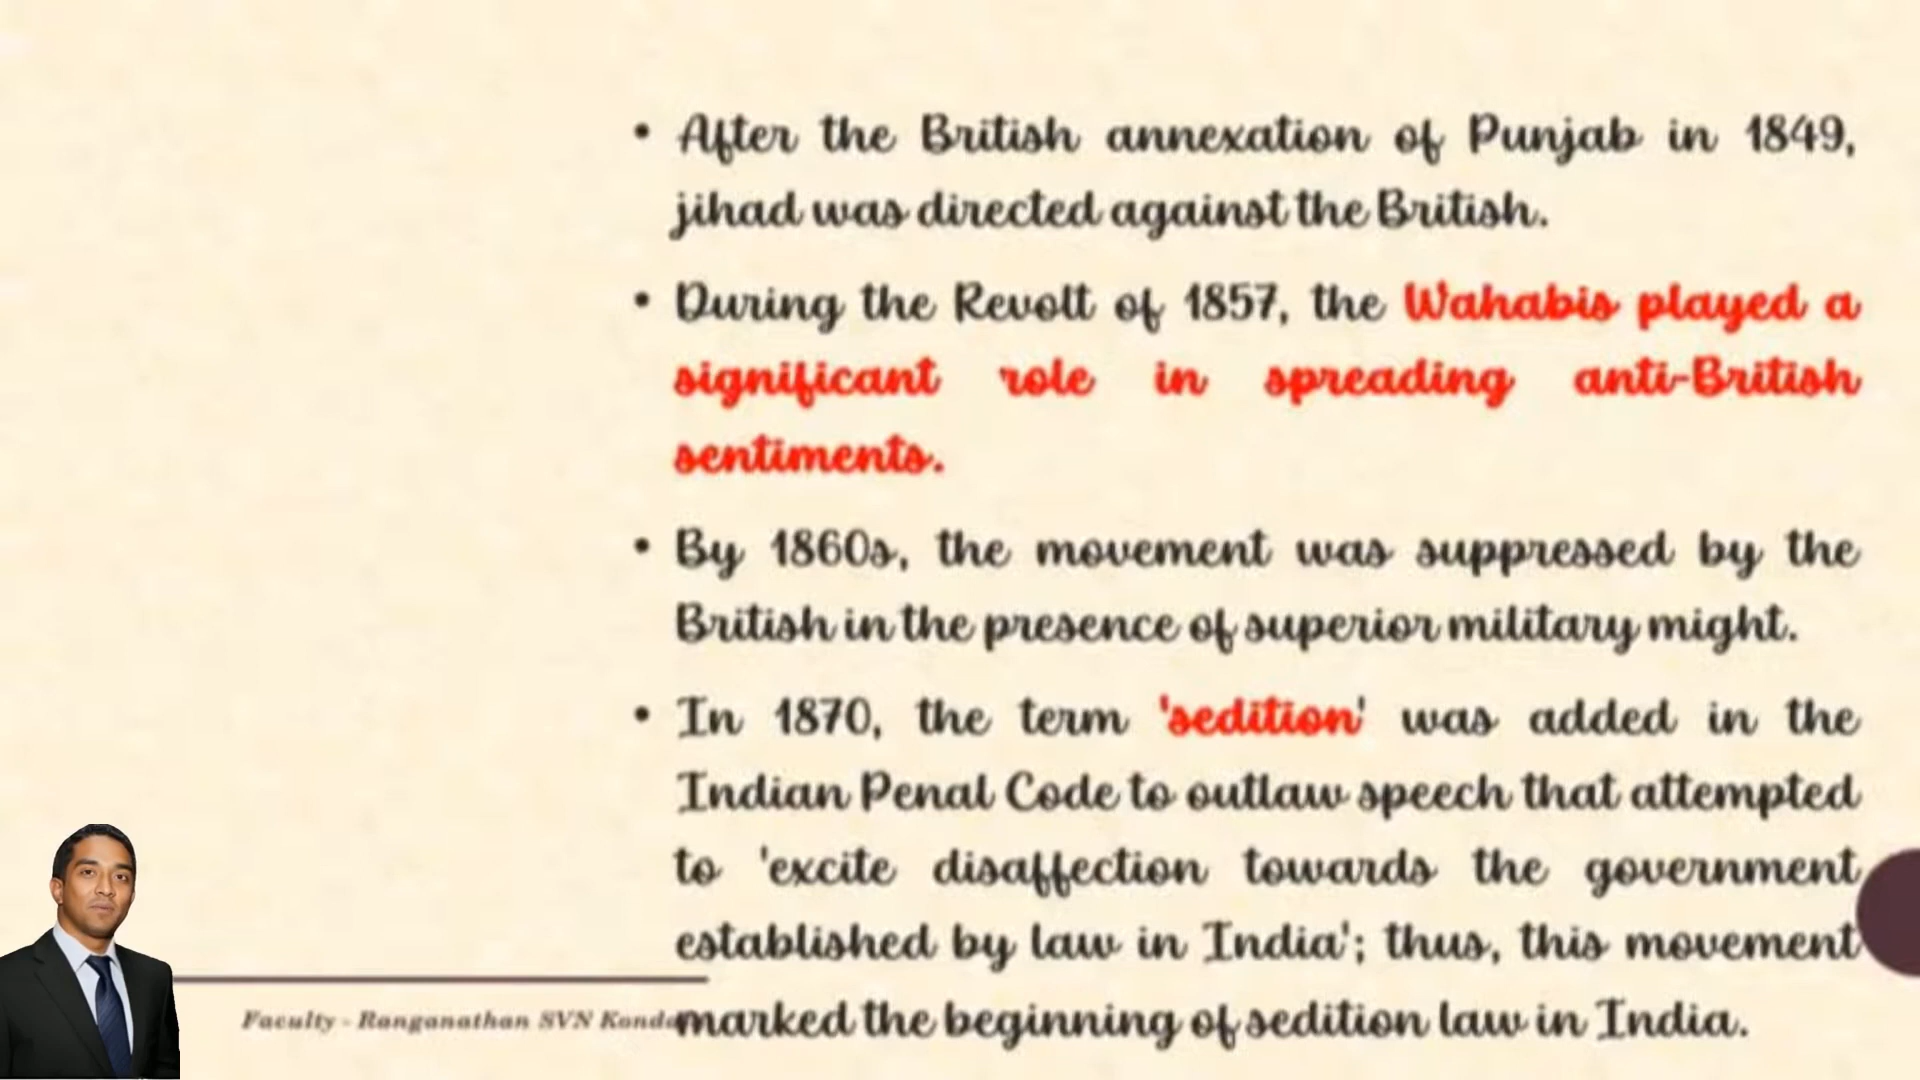 • After the British annexation of Punjab in 1849,
jihad was directed against the British.
• During the Revolt of 1857, the Wahabis played a
significant role in spreading anti-British
sentiments.
• By 1860s, the movement was suppressed by the
British in the presence of superior military might.
• In 1870, the term 'sedition' was added in the
Indian Penal Code to outlaw speech that attempted
to 'excite disaffection towards the government
established by law in India'; thus, this movement
marked the beginning of sedition law in India.
Faculty - Ranganathan SVN